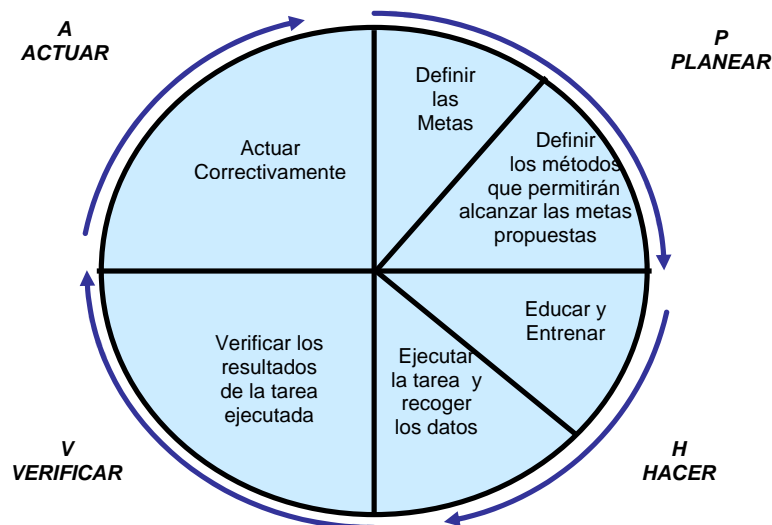 A
ACTUAR
P
PLANEAR
Definir
las
Metas
Definir
los métodos
que permitirán
alcanzar las metas
propuestas
Actuar
Correctivamente
Educar y
Entrenar
Ejecutar
la tarea y
recoger
los datos
Verificar los
resultados
de la tarea
ejecutada
V
VERIFICAR
H
HACER